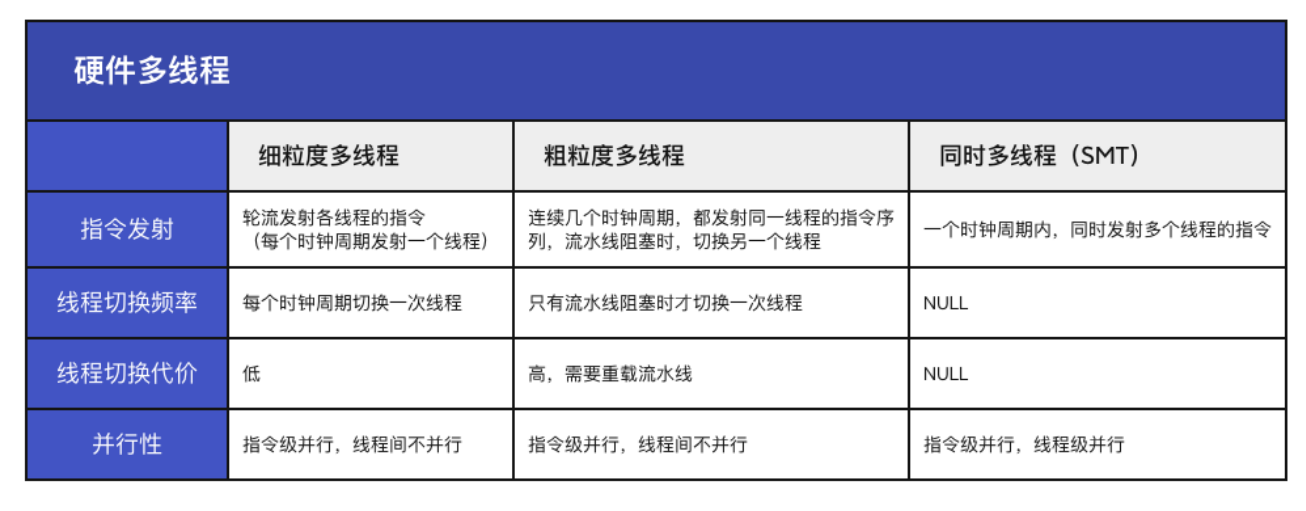 硬件多线程
细粒度多线程
粗粒度多线程
同时多线程（SMT）
指令发射
轮流发射各线程的指令
（每个时钟周期发射一个线程）
连续几个时钟周期，都发射同一线程的指令序
列，流水线阻塞时，切换另一个线程
一个时钟周期内，同时发射多个线程的指令
线程切换频率
每个时钟周期切换一次线程
只有流水线阻塞时才切换一次线程
NULL
线程切换代价
低
高，需要重载流水线
NULL
并行性
指令级并行，线程间不并行
指令级并行，线程间不并行
指令级并行，线程级并行